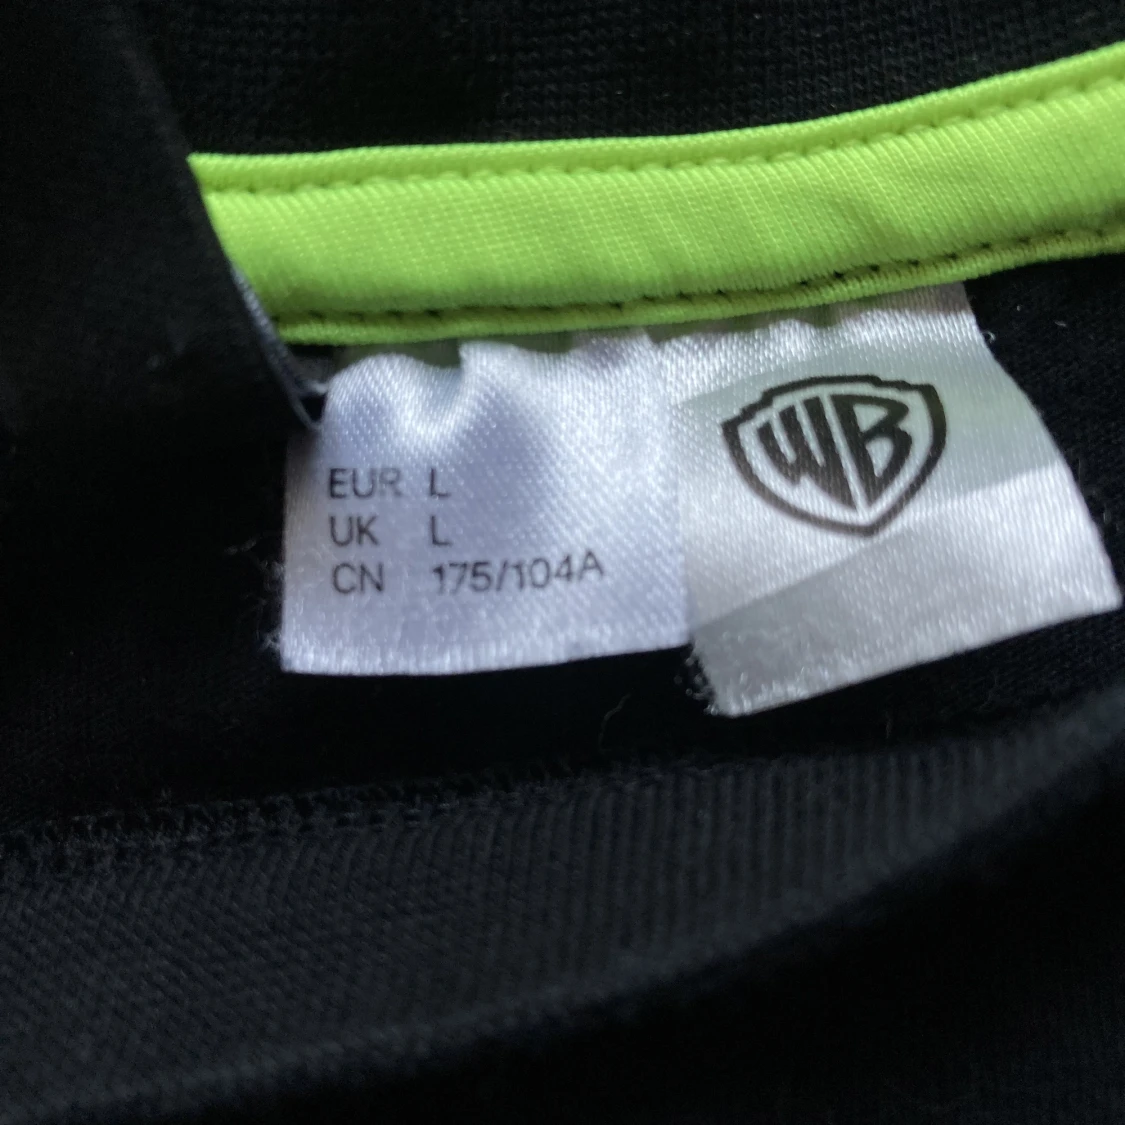 EUR L
UK L
CN 175/104A
WB